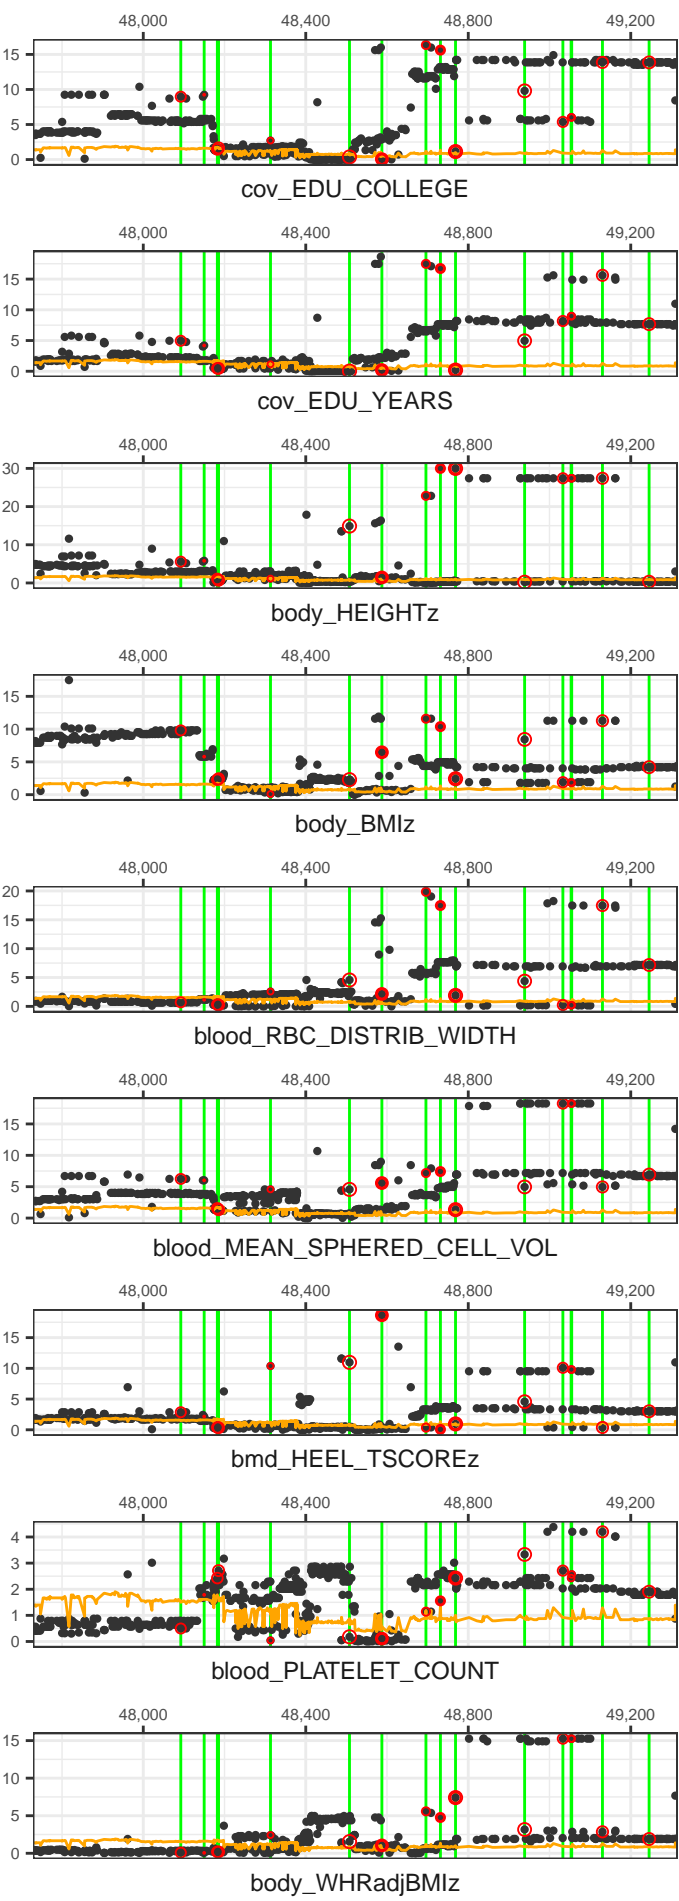 48,000 48,400 48,800 49,200
15
10
5
0
cov_EDU_COLLEGE
48,000 48,400 48,800 49,200
15
10
5
0
cov_EDU_YEARS
48,000 48,400 48,800 49,200
30
20
10
0
body_HEIGHTz
48,000 48,400 48,800 49,200
15
10
5
0
body_BMIz
48,000 48,400 48,800 49,200
20
15
10
5
0
blood_RBC_DISTRIB_WIDTH
48,000 48,400 48,800 49,200
15
10
5
0
blood_MEAN_SPHERED_CELL_VOL
48,000 48,400 48,800 49,200
15
10
5
0
bmd_HEEL_TSCOREz
48,000 48,400 48,800 49,200
4
3
2
1
0
blood_PLATELET_COUNT
48,000 48,400 48,800 49,200
15
10
5
0
body_WHRadjBMIz